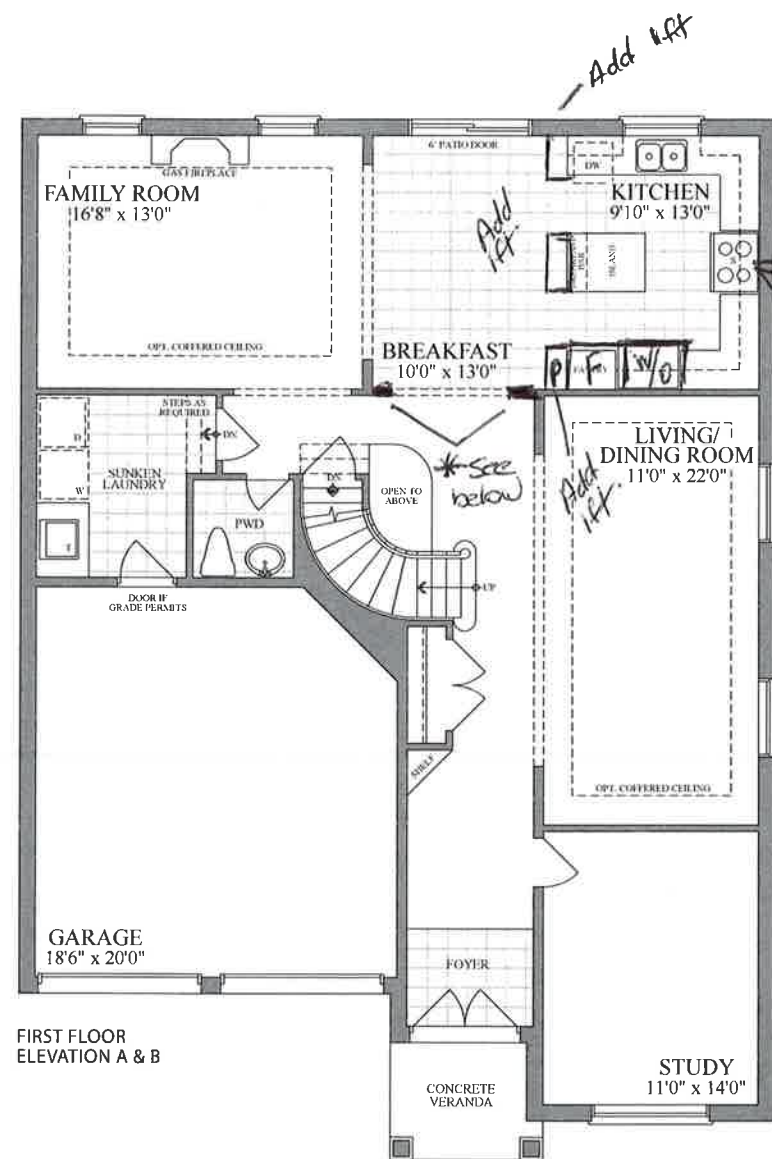 Add 1ft
6' PATIO DOOR
GAS FIREPLACE
FAMILY ROOM
16'8" x 13'0"
DW
KITCHEN
9'10" x 13'0"
Add
1ft.
BREAKFAST BAR
ISLAND
S
OPT. COFFERED CEILING
BREAKFAST
10'0" x 13'0"
P
F
W/O
STEPS AS
REQUIRED
DN
D
SUNKEN
LAUNDRY
W
T
DN
OPEN TO
ABOVE
* See
below
LIVING/
DINING ROOM
11'0" x 22'0"
Add
1ft.
PWD
UP
DOOR IF
GRADE PERMITS
SHELF
OPT. COFFERED CEILING
GARAGE
18'6" x 20'0"
FOYER
FIRST FLOOR
ELEVATION A & B
STUDY
11'0" x 14'0"
CONCRETE
VERANDA